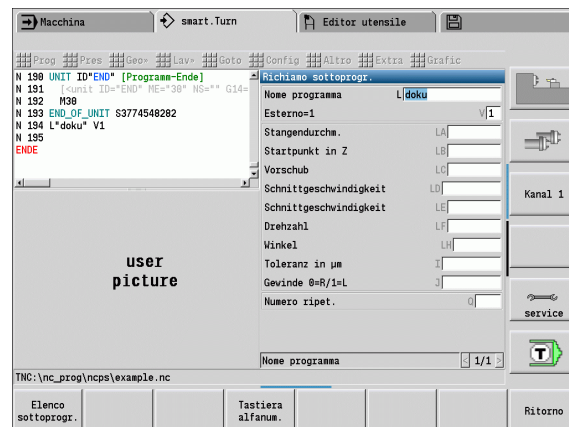 Macchina
smart.Turn
Editor utensile
Prog Pres Geo» Lav» Goto Config Altro Extra Grafic
N 190 UNIT ID"END" [Programm-Ende]
N 191 [<unit ID="END" ME="30" NS="" G14=
N 192 M30
N 193 END_OF_UNIT S3774548282
N 194 L"doku" V1
N 195
ENDE
user
picture
Richiamo sottoprogr.
Nome programma L doku
Esterno=1 V 1
Stangendurchm. LA
Startpunkt in Z LB
Vorschub LC
Schnittgeschwindigkeit LD
Schnittgeschwindigkeit LE
Drehzahl LF
Winkel LH
Toleranz in µm I
Gewinde 0=R/1=L J
Numero ripet. Q
Nome programma < 1/1 >
TNC:\nc_prog\ncps\example.nc
Kanal 1
service
T
Elenco
sottoprogr.
Tastiera
alfanum.
Ritorno